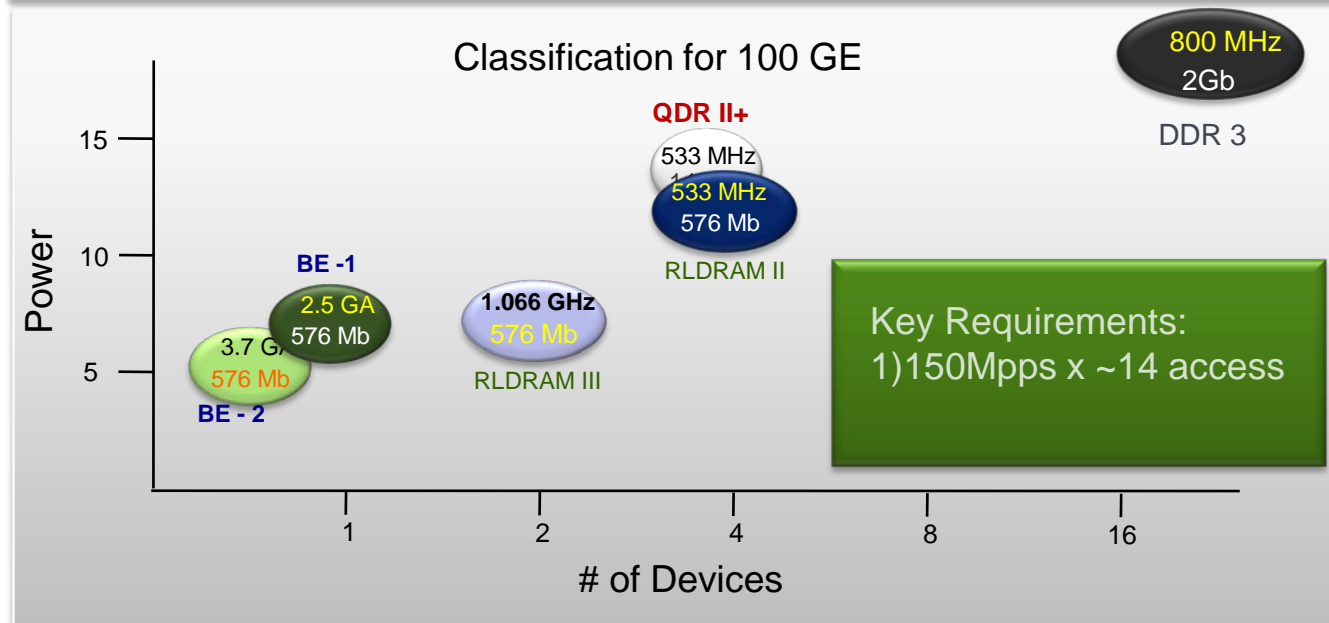 Classification for 100 GE
800 MHz
2Gb
DDR 3
QDR II+
533 MHz
533 MHz
576 Mb
RLDRAM II
15
10
5
Power
BE -1
2.5 GA
576 Mb
3.7
576 Mb
BE - 2
1.066 GHz
576 Mb
RLDRAM III
Key Requirements:
1)150Mpps x ~14 access
1
2
4
8
16
# of Devices